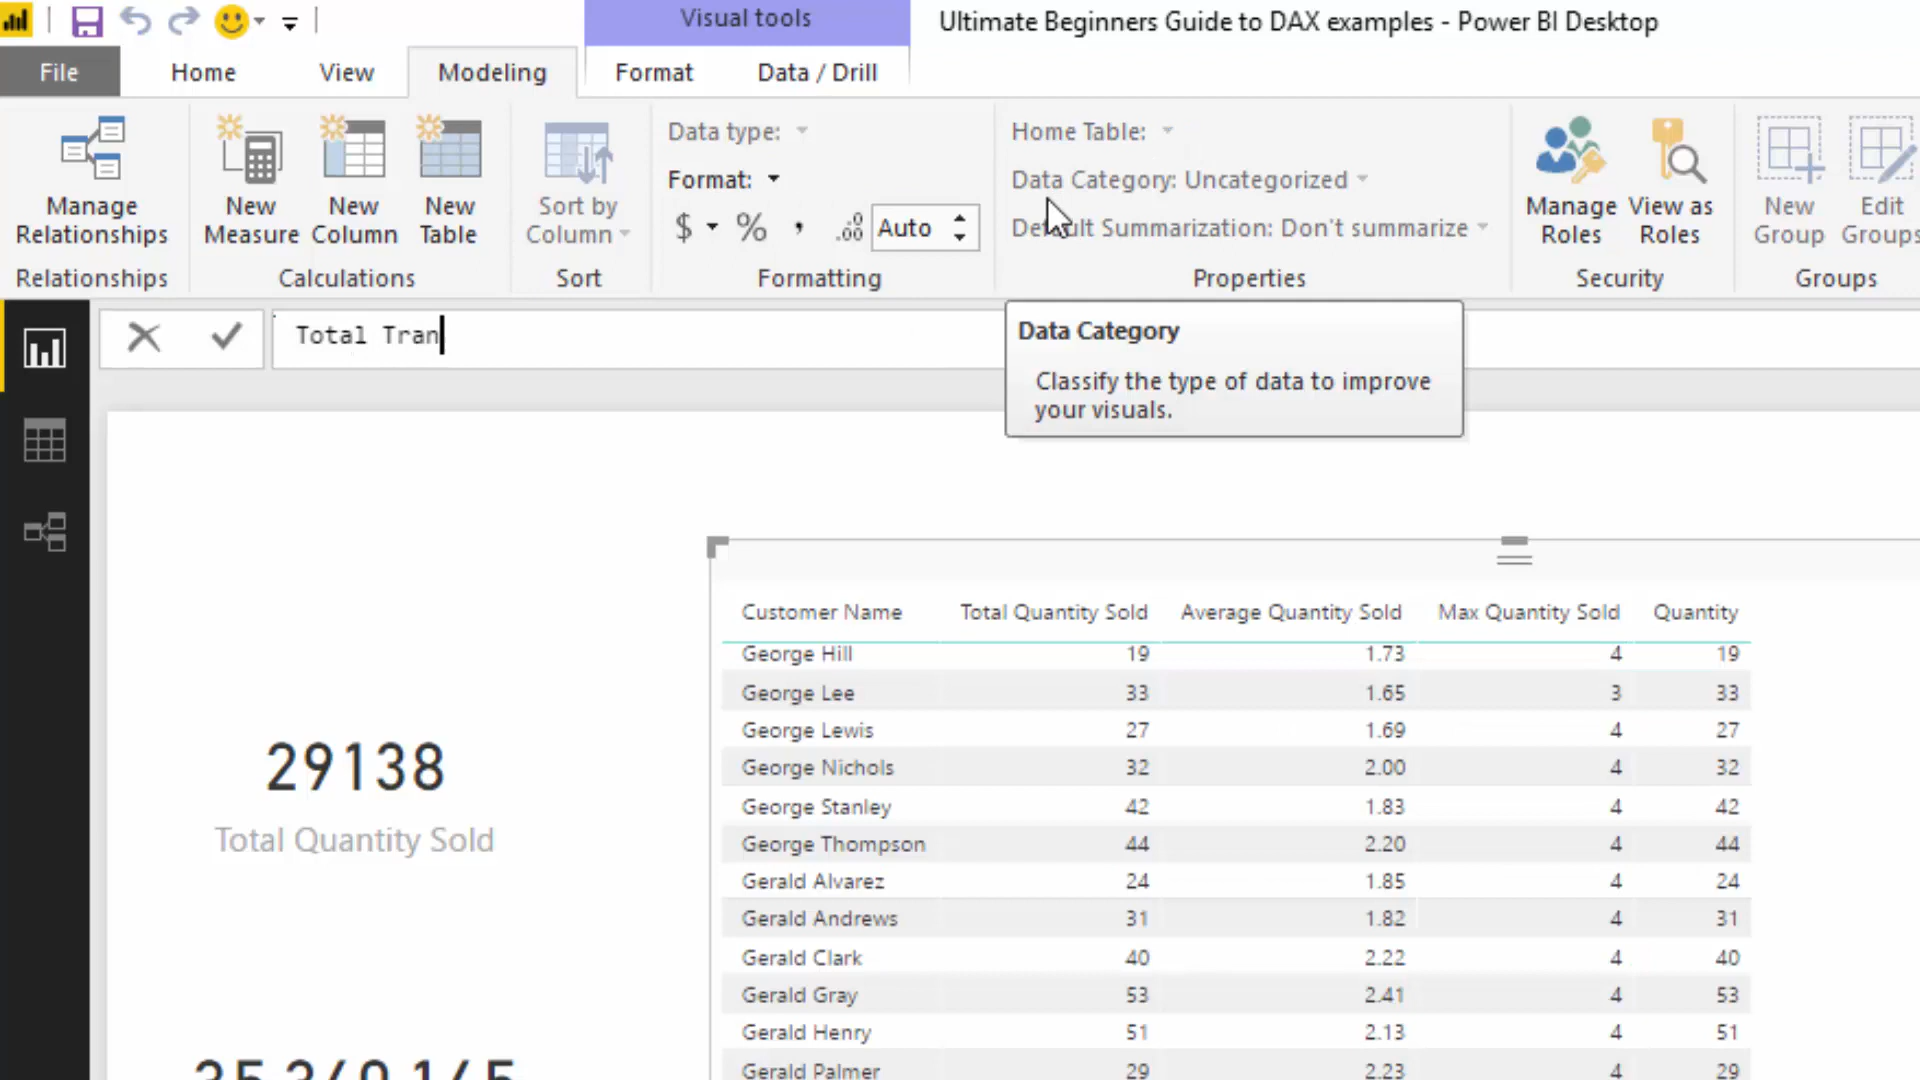 Visual tools
Ultimate Beginners Guide to DAX examples - Power BI Desktop
File
Home
View
Modeling
Format
Data / Drill
Manage
Relationships
New
Measure
New
Column
New
Table
Sort by
Column
Data type:
Format:
$ % , .00 Auto
Home Table:
Data Category: Uncategorized
Default Summarization: Don't summarize
Manage
Roles
View as
Roles
New
Group
Edit
Groups
Relationships
Calculations
Sort
Formatting
Properties
Security
Groups
Total Tran
Data Category
Classify the type of data to improve
your visuals.
29138
Total Quantity Sold
Customer Name Total Quantity Sold Average Quantity Sold Max Quantity Sold Quantity
George Hill 19 1.73 4 19
George Lee 33 1.65 3 33
George Lewis 27 1.69 4 27
George Nichols 32 2.00 4 32
George Stanley 42 1.83 4 42
George Thompson 44 2.20 4 44
Gerald Alvarez 24 1.85 4 24
Gerald Andrews 31 1.82 4 31
Gerald Clark 40 2.22 4 40
Gerald Gray 53 2.41 4 53
Gerald Henry 51 2.13 4 51
Gerald Palmer 29 2.23 4 29